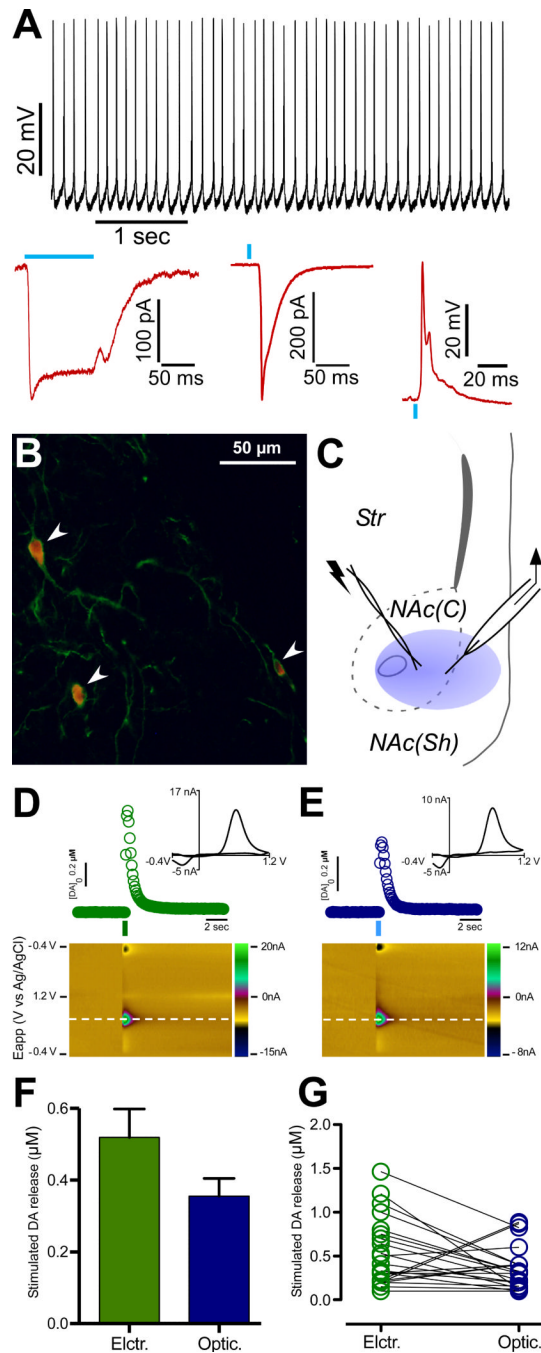 A
20 mV
1 sec
100 pA
50 ms
200 pA
50 ms
20 mV
20 ms
B
50 µm
C
Str
NAc(C)
NAc(Sh)
D
17 nA
-0.4V
1.2 V
-5 nA
[DA]0 0.2 µM
2 sec
E
10 nA
-0.4V
1.2 V
-5 nA
[DA]0 0.2 µM
2 sec
Eapp (V vs Ag/AgCl)
-0.4 V
1.2 V
-0.4 V
20nA
0nA
-15nA
12nA
0nA
-8nA
F
Stimulated DA release (µM)
0.6
0.4
0.2
0
Elctr.
Optic.
G
Stimulated DA release (µM)
2.0
1.5
1.0
0.5
0.0
Elctr.
Optic.